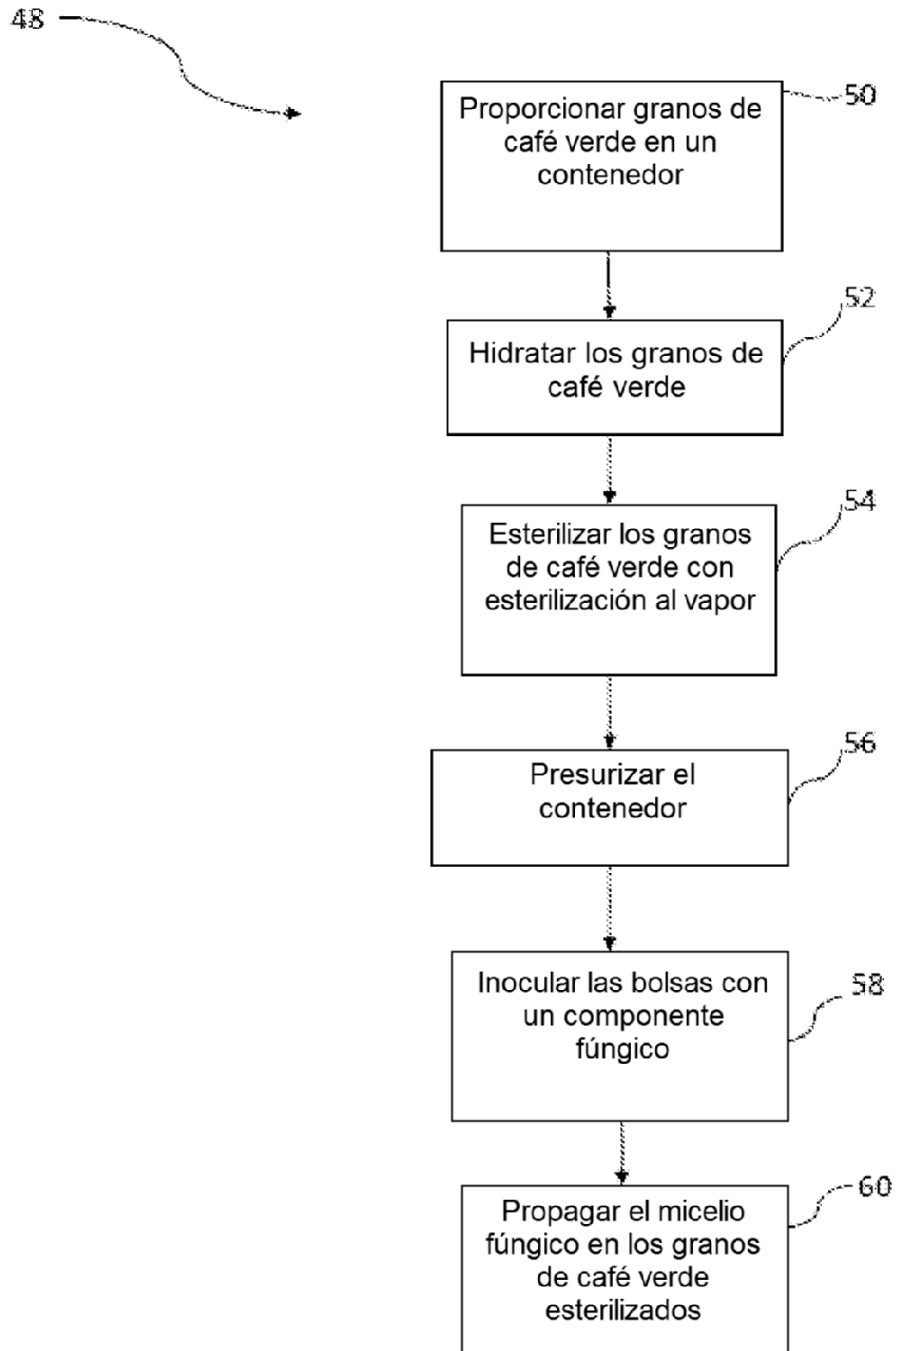 48
50
Proporcionar granos de
café verde en un
contenedor
52
Hidratar los granos de
café verde
54
Esterilizar los granos
de café verde con
esterilización al vapor
56
Presurizar el
contenedor
58
Inocular las bolsas con
un componente
fúngico
60
Propagar el micelio
fúngico en los granos
de café verde
esterilizados